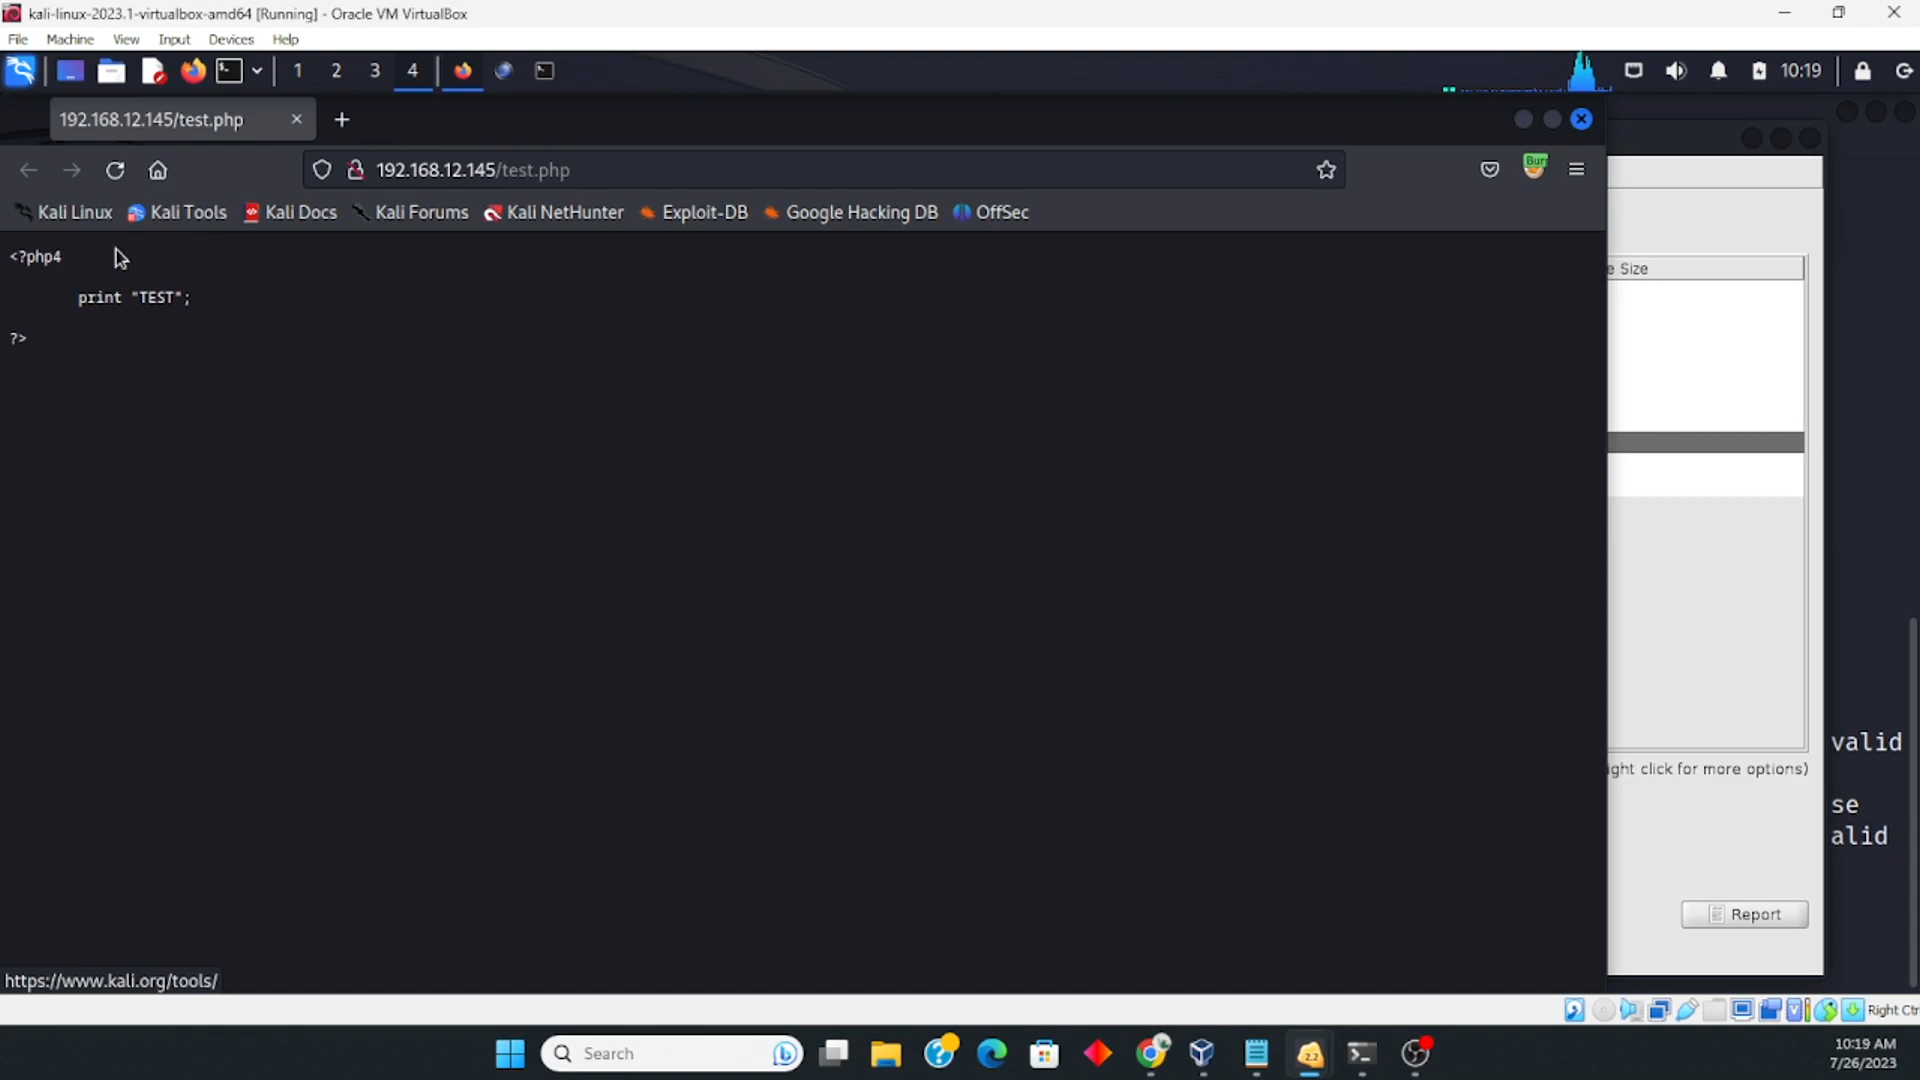 kali-linux-2023.1-virtualbox-amd64 [Running] - Oracle VM VirtualBox
File Machine View Input Devices Help
1 2 3 4 10:19
192.168.12.145/test.php
192.168.12.145/test.php
Kali Linux Kali Tools Kali Docs Kali Forums Kali NetHunter Exploit-DB Google Hacking DB OffSec
<?php4
print "TEST";
?>
e Size
valid
ight click for more options)
se
alid
Report
https://www.kali.org/tools/
Right Ctr
Search
10:19 AM
7/26/2023